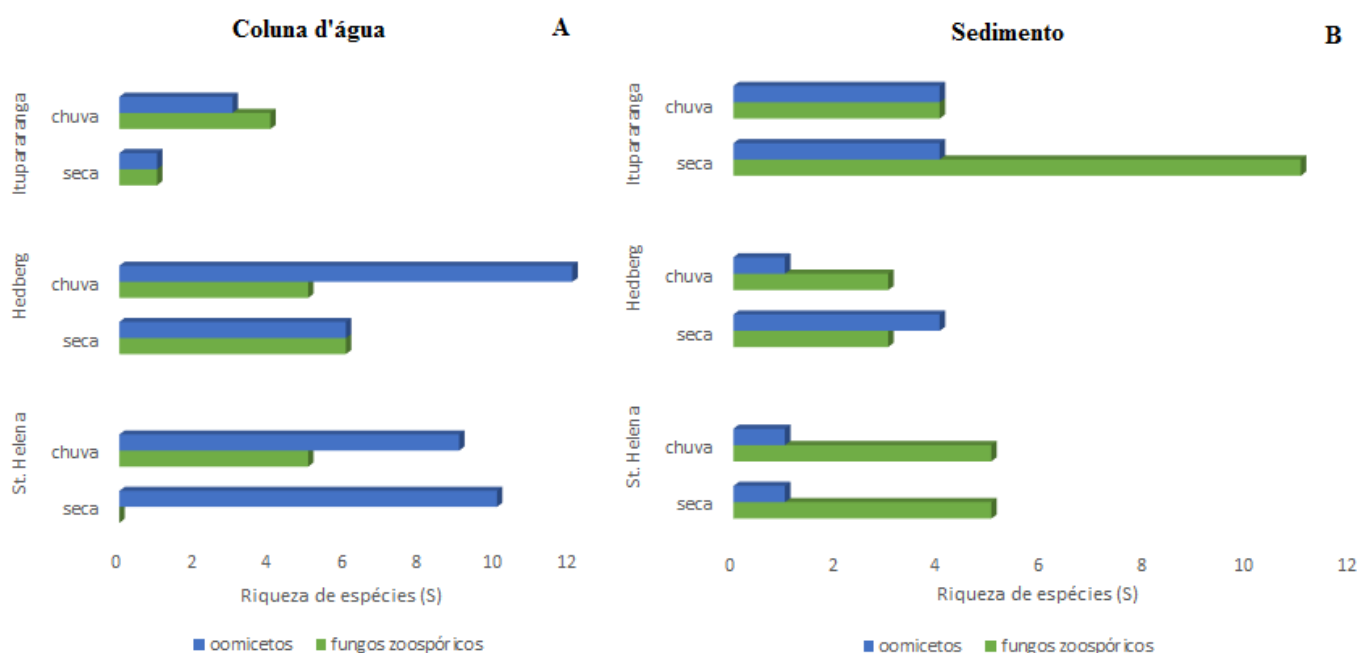 Coluna d'água
A
Itupararanga
chuva
seca
Hedberg
chuva
seca
St. Helena
chuva
seca
0 2 4 6 8 10 12
Riqueza de espécies (S)
oomicetos fungos zoospóricos
Sedimento
B
Itupararanga
chuva
seca
Hedberg
chuva
seca
St. Helena
chuva
seca
0 2 4 6 8 10 12
Riqueza de espécies (S)
oomicetos fungos zoospóricos